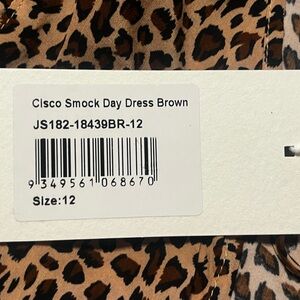 Cisco Smock Day Dress Brown
JS182-18439BR-12
9 349561 068670
Size:12